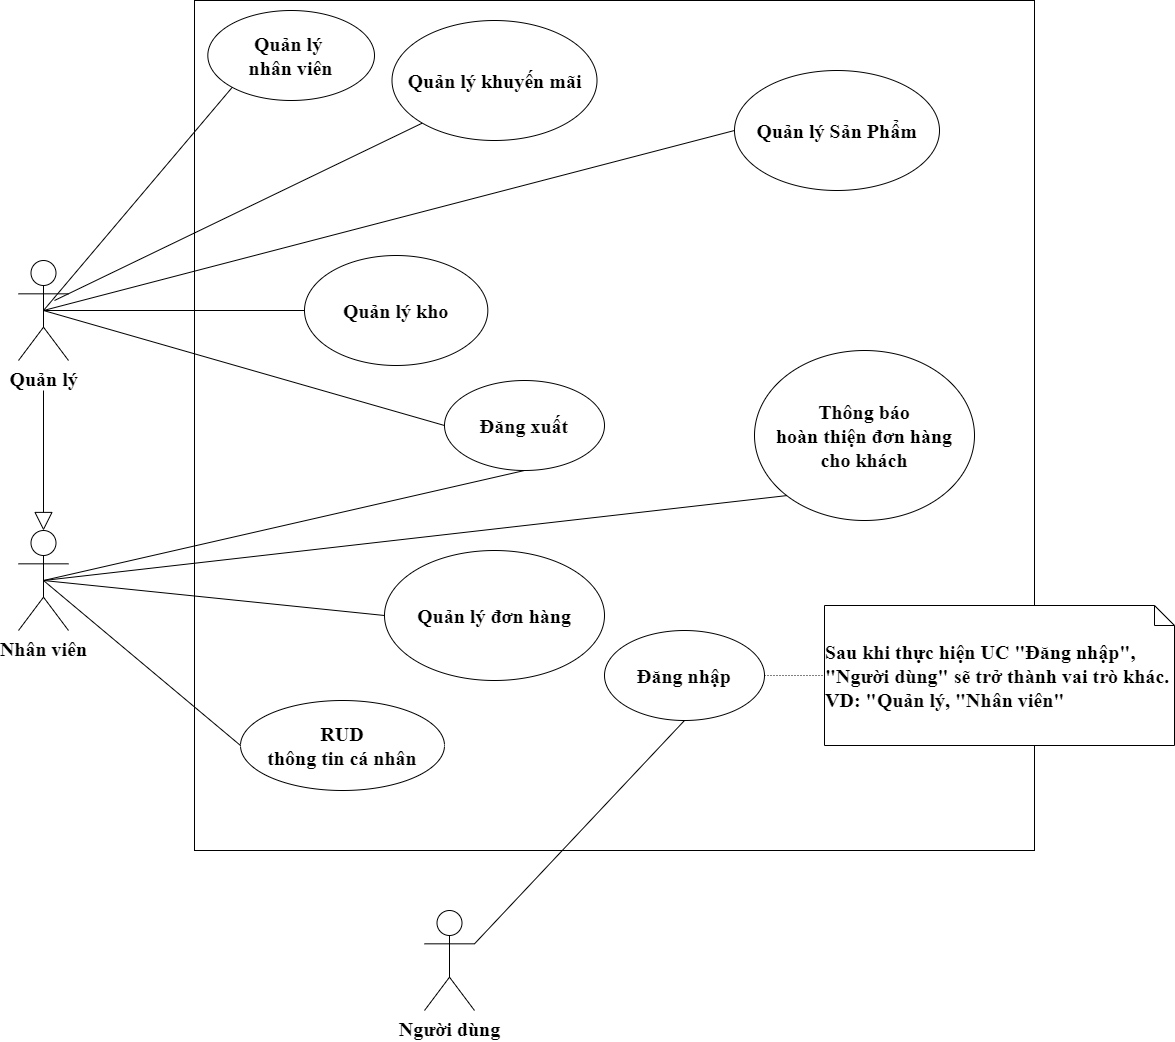 Quản lý
nhân viên
Quản lý khuyến mãi
Quản lý Sản Phẩm
Quản lý kho
Quản lý
Đăng xuất
Thông báo
hoàn thiện đơn hàng
cho khách
Quản lý đơn hàng
Nhân viên
Đăng nhập
Sau khi thực hiện UC "Đăng nhập",
"Người dùng" sẽ trở thành vai trò khác.
VD: "Quản lý, "Nhân viên"
RUD
thông tin cá nhân
Người dùng